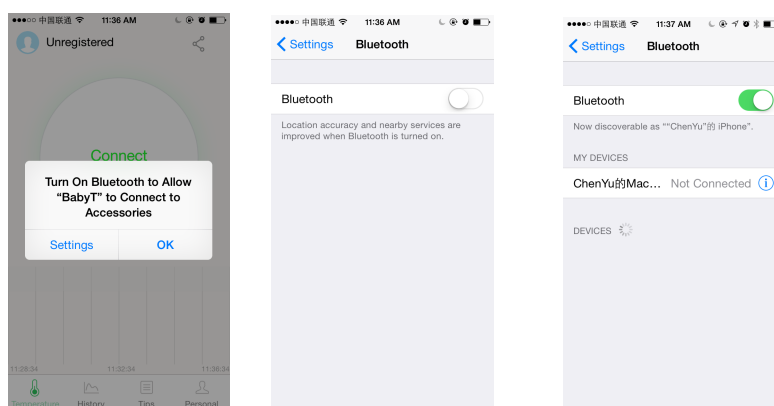 中国联通 11:36 AM
Unregistered
Connect
Turn On Bluetooth to Allow
“BabyT” to Connect to
Accessories
Settings OK
11:28:34 11:32:34 11:36:34
Temperature History Tips Personal
中国联通 11:36 AM
Settings Bluetooth
Bluetooth
Location accuracy and nearby services are
improved when Bluetooth is turned on.
中国联通 11:37 AM
Settings Bluetooth
Bluetooth
Now discoverable as ““ChenYu”的 iPhone”.
MY DEVICES
ChenYu的Mac... Not Connected
DEVICES